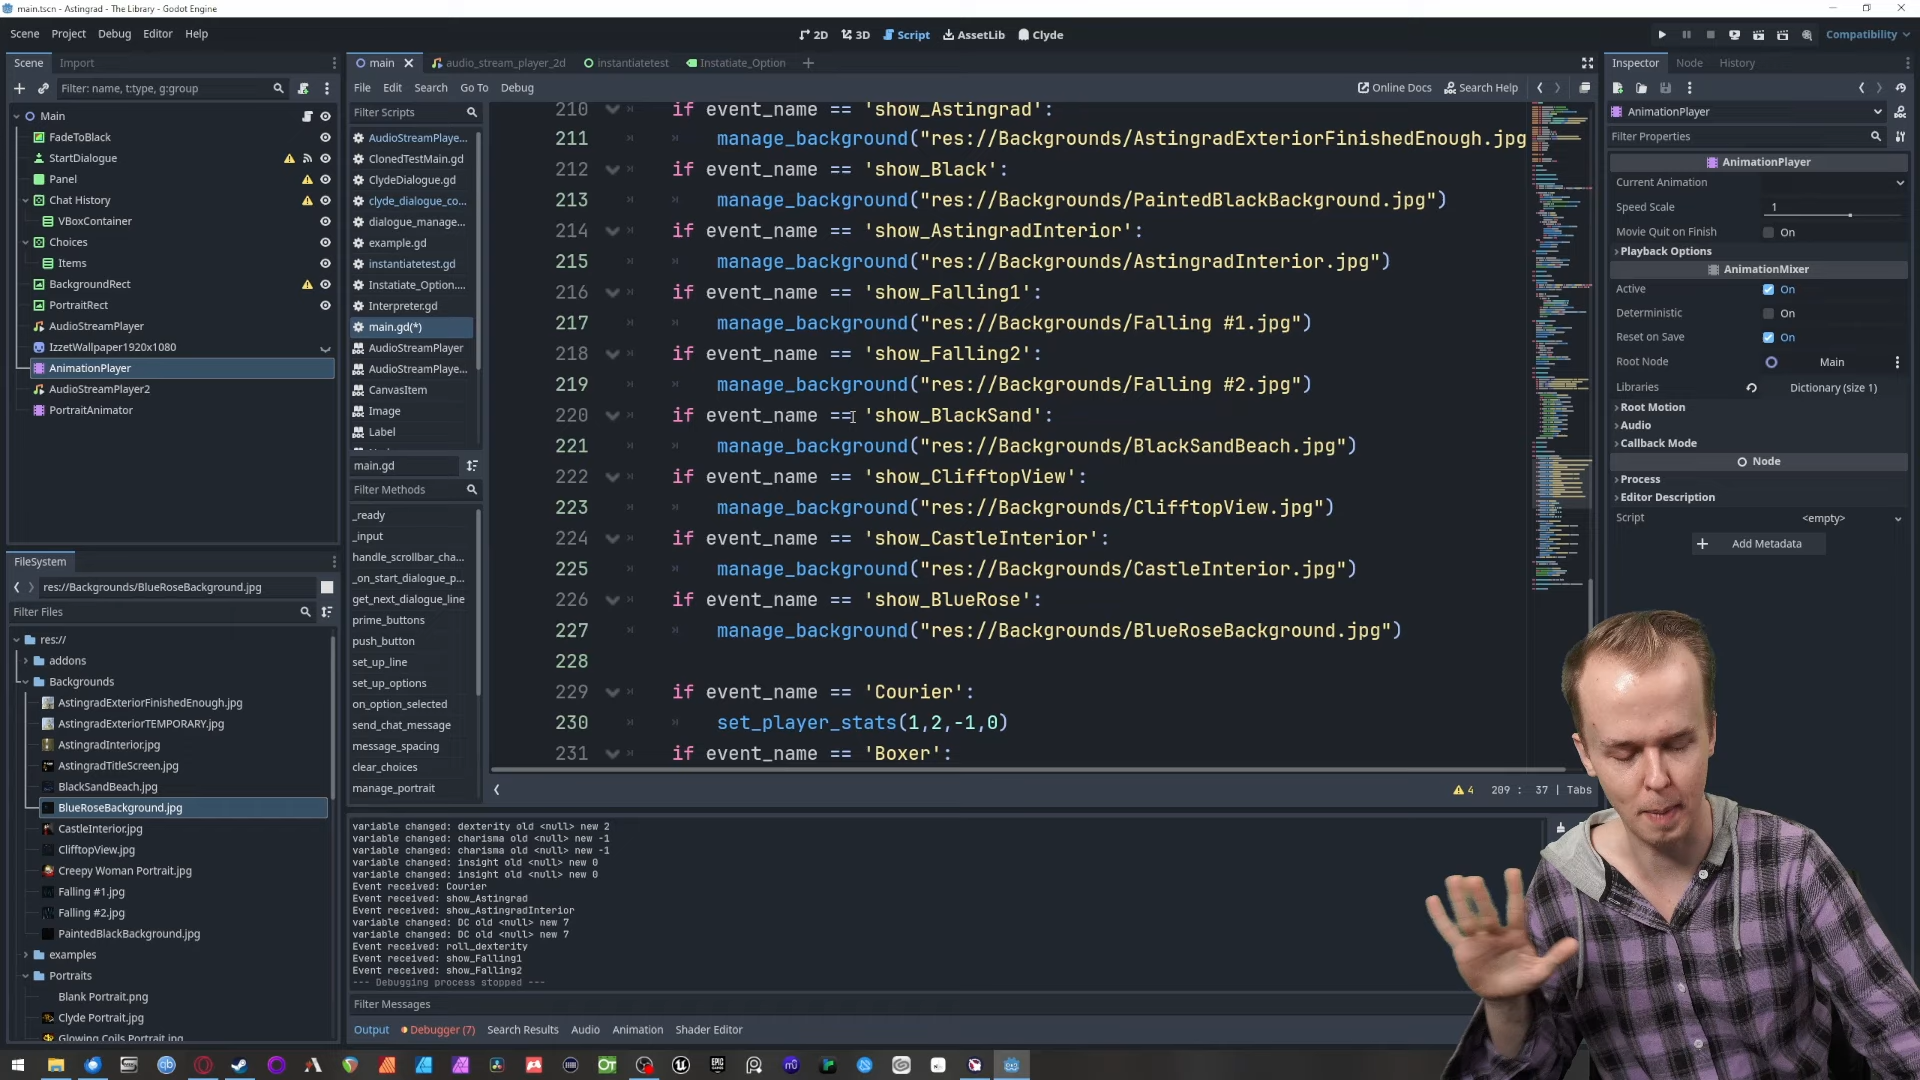 main.tscn - Astingrad - The Library - Godot Engine
Scene Project Debug Editor Help
2D 3D Script AssetLib Clyde
Compatibility
Scene Import
Filter: name, t:type, g:group
Main
FadeToBlack
StartDialogue
Panel
Chat History
VBoxContainer
Choices
Items
BackgroundRect
PortraitRect
AudioStreamPlayer
IzzetWallpaper1920x1080
AnimationPlayer
AudioStreamPlayer2
PortraitAnimator
FileSystem
res://Backgrounds/BlueRoseBackground.jpg
Filter Files
res://
addons
Backgrounds
AstingradExteriorFinishedEnough.jpg
AstingradExteriorTEMPORARY.jpg
AstingradInterior.jpg
AstingradTitleScreen.jpg
BlackSandBeach.jpg
BlueRoseBackground.jpg
CastleInterior.jpg
ClifftopView.jpg
Creepy Woman Portrait.jpg
Falling #1.jpg
Falling #2.jpg
PaintedBlackBackground.jpg
examples
Portraits
Blank Portrait.png
Clyde Portrait.jpg
Glowing Coils Portrait.jpg
main audio_stream_player_2d instantiatetest Instatiate_Option
File Edit Search Go To Debug
Online Docs Search Help
Filter Scripts
AudioStreamPlaye...
ClonedTestMain.gd
ClydeDialogue.gd
clyde_dialogue_co...
dialogue_manage...
example.gd
instantiatetest.gd
Instatiate_Option....
Interpreter.gd
main.gd(*)
AudioStreamPlayer
AudioStreamPlaye...
CanvasItem
Image
Label
main.gd
Filter Methods
_ready
_input
handle_scrollbar_cha...
_on_start_dialogue_p...
get_next_dialogue_line
prime_buttons
push_button
set_up_line
set_up_options
on_option_selected
send_chat_message
message_spacing
clear_choices
manage_portrait
210 if event_name == 'show_Astingrad':
211 manage_background("res://Backgrounds/AstingradExteriorFinishedEnough.jpg
212 if event_name == 'show_Black':
213 manage_background("res://Backgrounds/PaintedBlackBackground.jpg")
214 if event_name == 'show_AstingradInterior':
215 manage_background("res://Backgrounds/AstingradInterior.jpg")
216 if event_name == 'show_Falling1':
217 manage_background("res://Backgrounds/Falling #1.jpg")
218 if event_name == 'show_Falling2':
219 manage_background("res://Backgrounds/Falling #2.jpg")
220 if event_name == 'show_BlackSand':
221 manage_background("res://Backgrounds/BlackSandBeach.jpg")
222 if event_name == 'show_ClifftopView':
223 manage_background("res://Backgrounds/ClifftopView.jpg")
224 if event_name == 'show_CastleInterior':
225 manage_background("res://Backgrounds/CastleInterior.jpg")
226 if event_name == 'show_BlueRose':
227 manage_background("res://Backgrounds/BlueRoseBackground.jpg")
228
229 if event_name == 'Courier':
230 set_player_stats(1,2,-1,0)
231 if event_name == 'Boxer':
4 209 : 37 | Tabs
variable changed: dexterity old <null> new 2
variable changed: charisma old <null> new -1
variable changed: charisma old <null> new -1
variable changed: insight old <null> new 0
variable changed: insight old <null> new 0
Event received: Courier
Event received: show_Astingrad
Event received: show_AstingradInterior
variable changed: DC old <null> new 7
variable changed: DC old <null> new 7
Event received: roll_dexterity
Event received: show_Falling1
Event received: show_Falling2
--- Debugging process stopped ---
Filter Messages
Output Debugger (7) Search Results Audio Animation Shader Editor
Inspector Node History
AnimationPlayer
Filter Properties
AnimationPlayer
Current Animation
Speed Scale 1
Movie Quit on Finish On
Playback Options
AnimationMixer
Active On
Deterministic On
Reset on Save On
Root Node Main
Libraries Dictionary (size 1)
Root Motion
Audio
Callback Mode
Node
Process
Editor Description
Script <empty>
Add Metadata